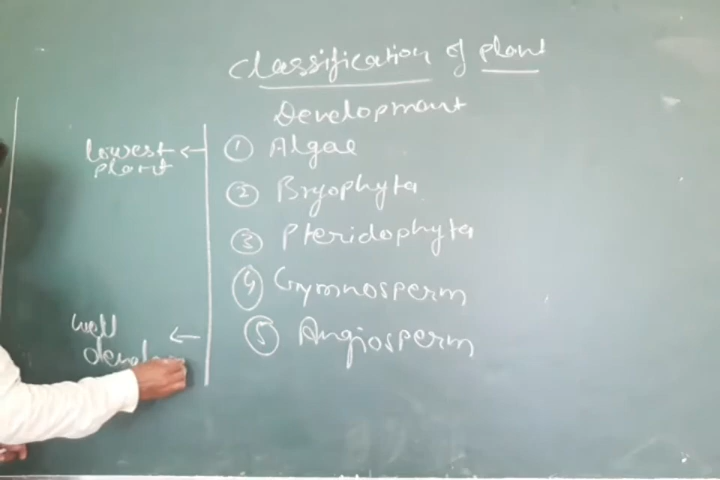 Classification of plant
Development
lowest plant
① Algae
② Bryophyta
③ Pteridophyta
④ Gymnosperm
⑤ Angiosperm
well